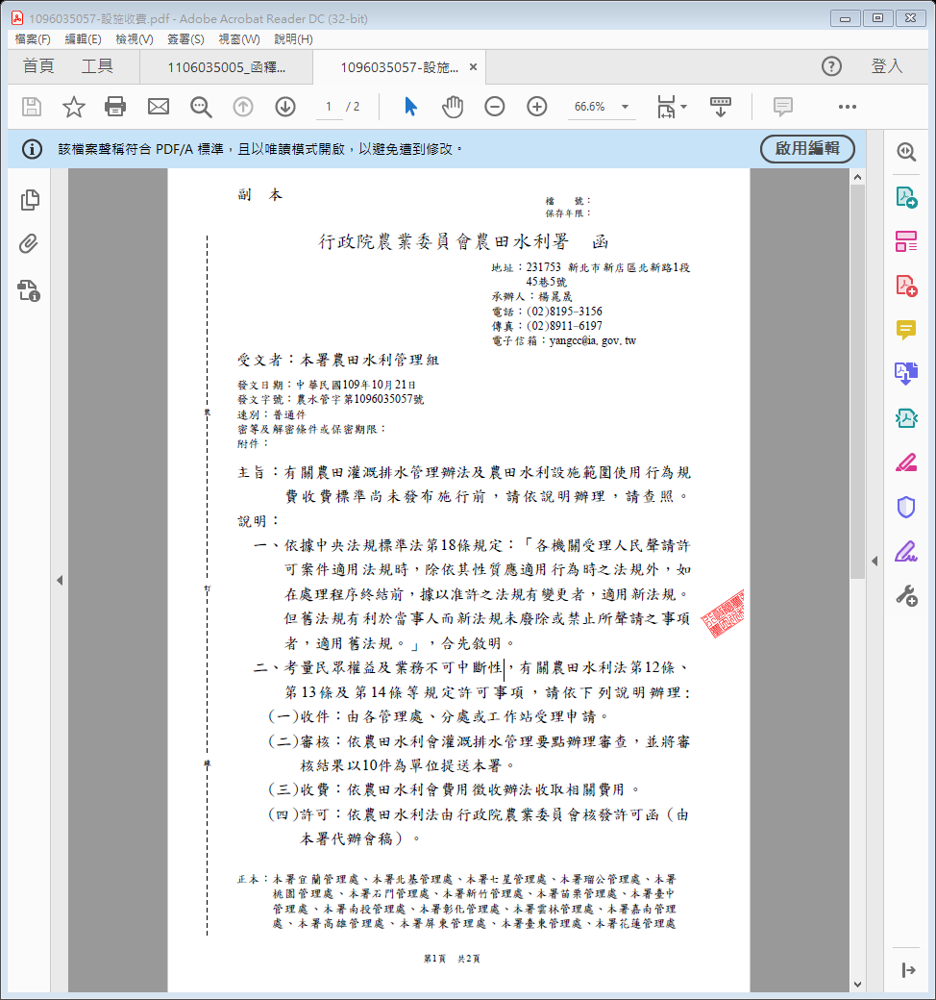 1096035057-設施收費.pdf - Adobe Acrobat Reader DC (32-bit)
檔案(F) 編輯(E) 檢視(V) 簽署(S) 視窗(W) 說明(H)
首頁 工具 1106035005_函釋... 1096035057-設施... × ? 登入
1 / 2 66.6%
該檔案聲稱符合 PDF/A 標準，且以唯讀模式開啟，以避免遭到修改。 啟用編輯
副 本
檔 號：
保存年限：
行政院農業委員會農田水利署 函
地址：231753 新北市新店區北新路1段
45巷5號
承辦人：楊晁晟
電話：(02)8195-3156
傳真：(02)8911-6197
電子信箱：yangcc@ia.gov.tw
受文者：本署農田水利管理組
發文日期：中華民國109年10月21日
發文字號：農水管字第1096035057號
速別：普通件
密等及解密條件或保密期限：
附件：
主旨：有關農田灌溉排水管理辦法及農田水利設施範圍使用行為規
費收費標準尚未發布施行前，請依說明辦理，請查照。
說明：
一、依據中央法規標準法第18條規定：「各機關受理人民聲請許
可案件適用法規時，除依其性質應適用行為時之法規外，如
在處理程序終結前，據以准許之法規有變更者，適用新法規。
但舊法規有利於當事人而新法規未廢除或禁止所聲請之事項
者，適用舊法規。」，合先敘明。
二、考量民眾權益及業務不可中斷性，有關農田水利法第12條、
第13條及第14條等規定許可事項，請依下列說明辦理：
(一)收件：由各管理處、分處或工作站受理申請。
(二)審核：依農田水利會灌溉排水管理要點辦理審查，並將審
核結果以10件為單位提送本署。
(三)收費：依農田水利會費用徵收辦法收取相關費用。
(四)許可：依農田水利法由行政院農業委員會核發許可函（由
本署代辦會稿）。
正本：本署宜蘭管理處、本署北基管理處、本署七星管理處、本署瑠公管理處、本署
桃園管理處、本署石門管理處、本署新竹管理處、本署苗栗管理處、本署臺中
管理處、本署南投管理處、本署彰化管理處、本署雲林管理處、本署嘉南管理
處、本署高雄管理處、本署屏東管理處、本署臺東管理處、本署花蓮管理處
第1頁 共2頁
裝
訂
線